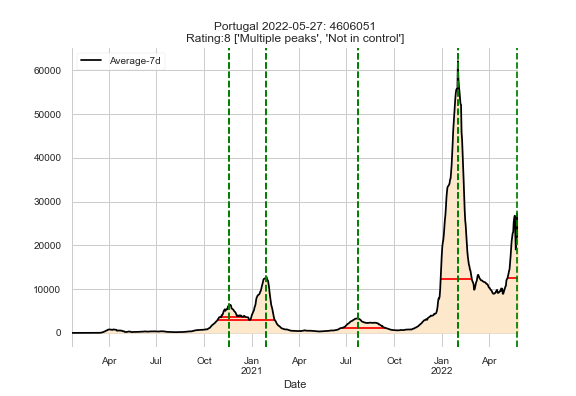 Portugal 2022-05-27: 4606051
Rating:8 ['Multiple peaks', 'Not in control']
Average-7d
60000
50000
40000
30000
20000
10000
0
Apr Jul Oct Jan Apr Jul Oct Jan Apr
2021 2022
Date